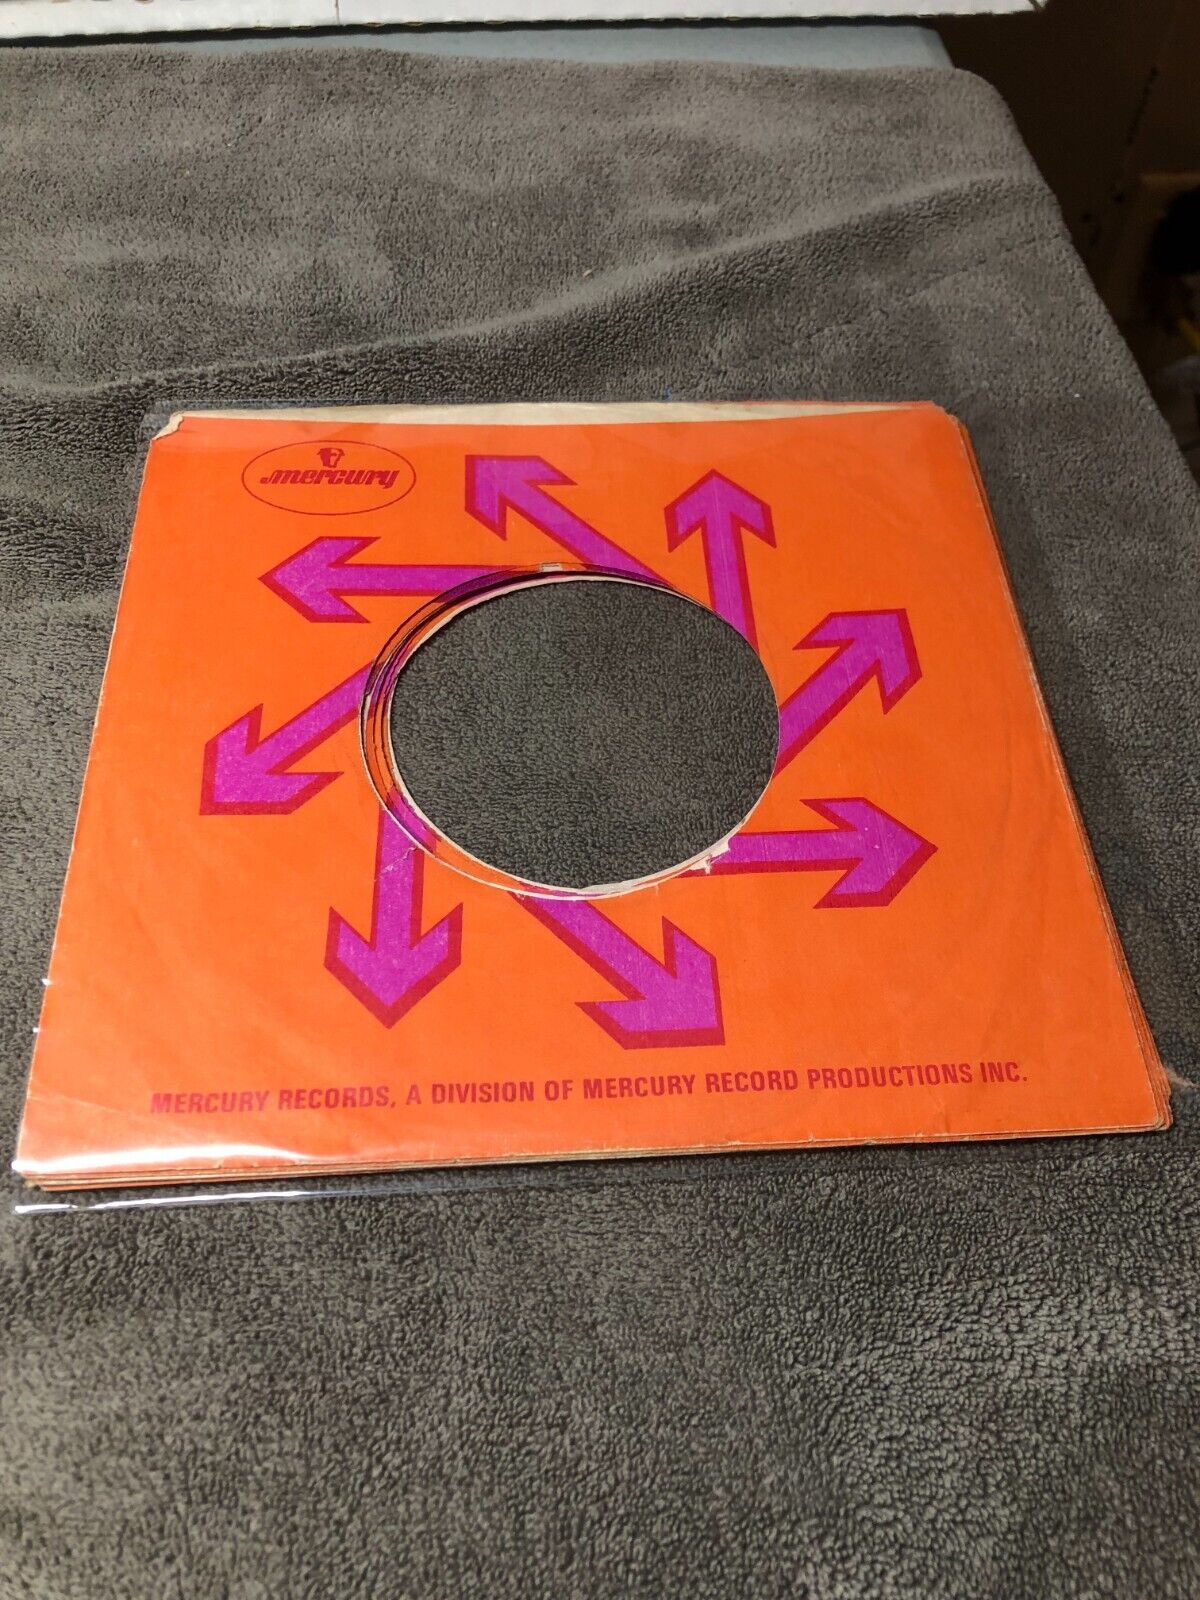 mercury
MERCURY RECORDS, A DIVISION OF MERCURY RECORD PRODUCTIONS INC.